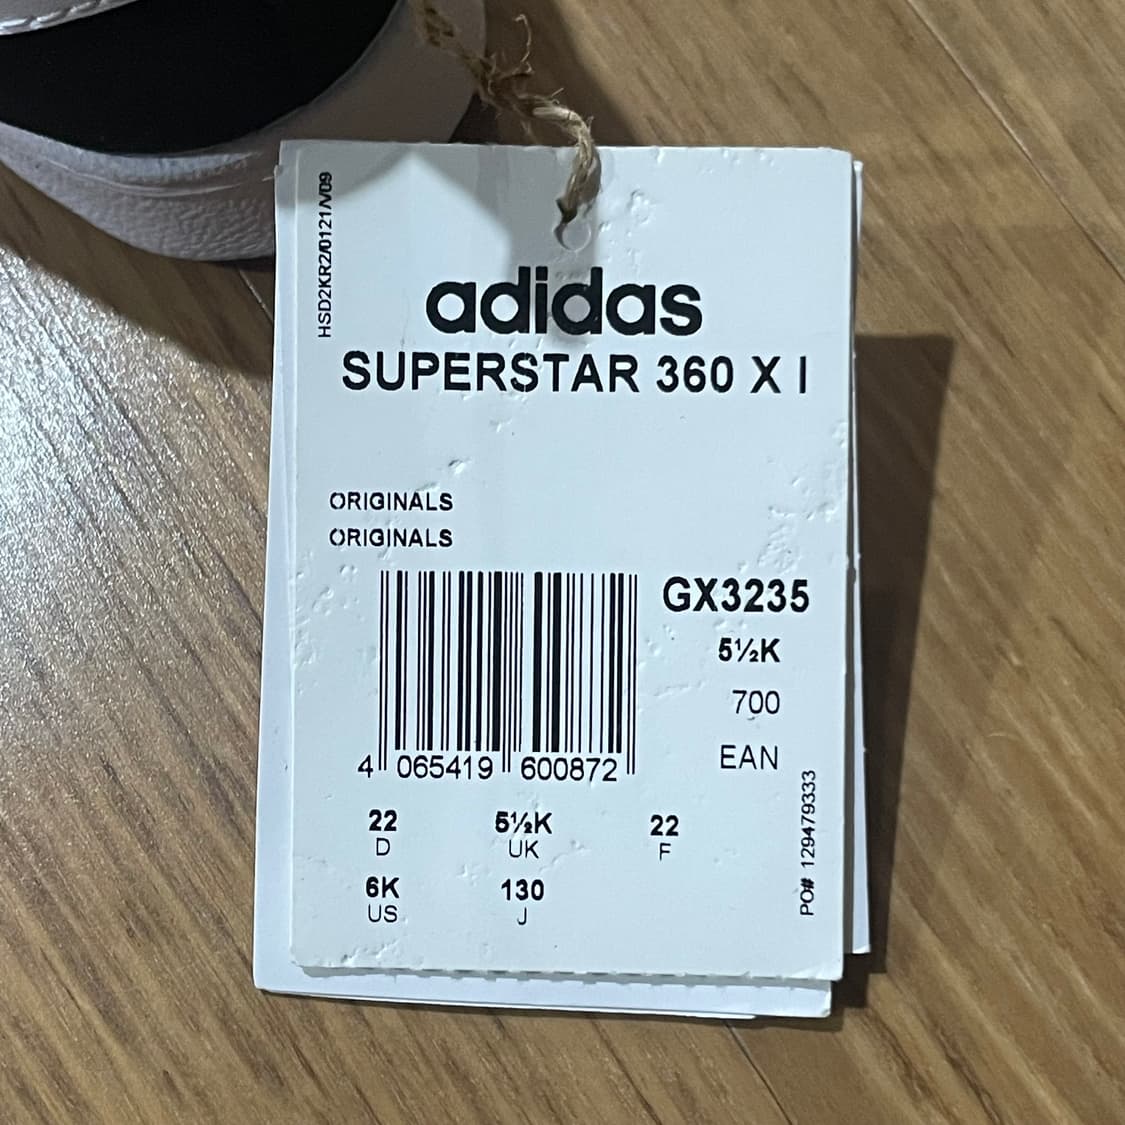 HSD2KR2/0121/V09
adidas
SUPERSTAR 360 X I
ORIGINALS
ORIGINALS
GX3235
5½K
700
EAN
4 065419 600872
22 5½K 22
D UK F
6K 130
US J
PO# 129479333